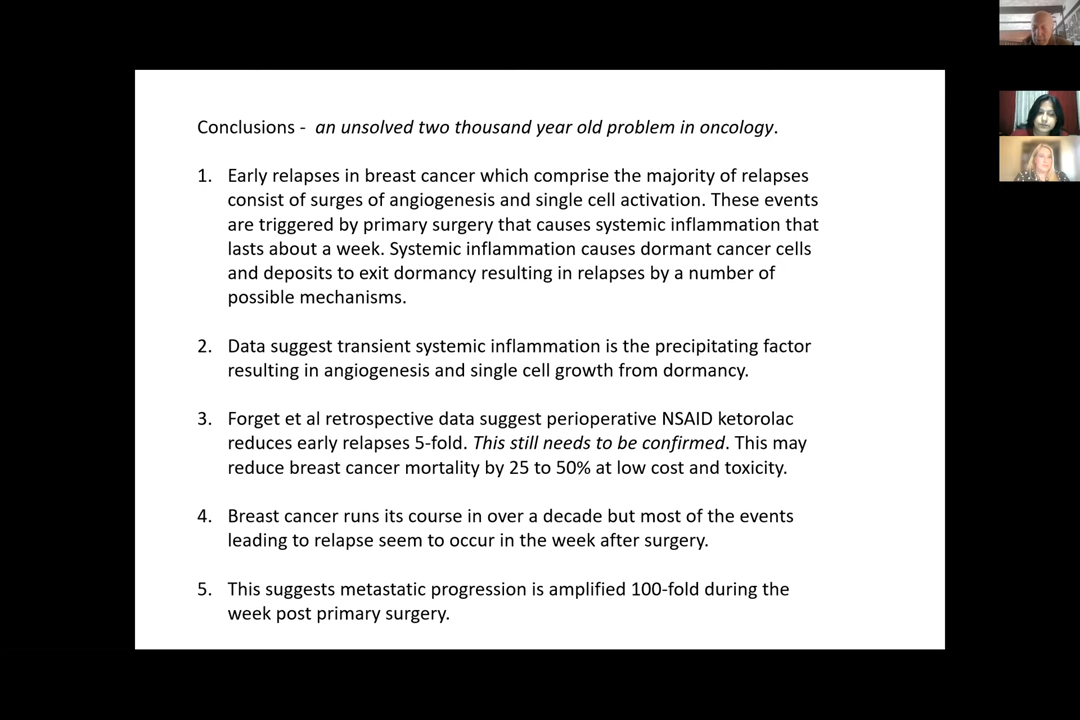 Conclusions - an unsolved two thousand year old problem in oncology.
1. Early relapses in breast cancer which comprise the majority of relapses
consist of surges of angiogenesis and single cell activation. These events
are triggered by primary surgery that causes systemic inflammation that
lasts about a week. Systemic inflammation causes dormant cancer cells
and deposits to exit dormancy resulting in relapses by a number of
possible mechanisms.
2. Data suggest transient systemic inflammation is the precipitating factor
resulting in angiogenesis and single cell growth from dormancy.
3. Forget et al retrospective data suggest perioperative NSAID ketorolac
reduces early relapses 5-fold. This still needs to be confirmed. This may
reduce breast cancer mortality by 25 to 50% at low cost and toxicity.
4. Breast cancer runs its course in over a decade but most of the events
leading to relapse seem to occur in the week after surgery.
5. This suggests metastatic progression is amplified 100-fold during the
week post primary surgery.